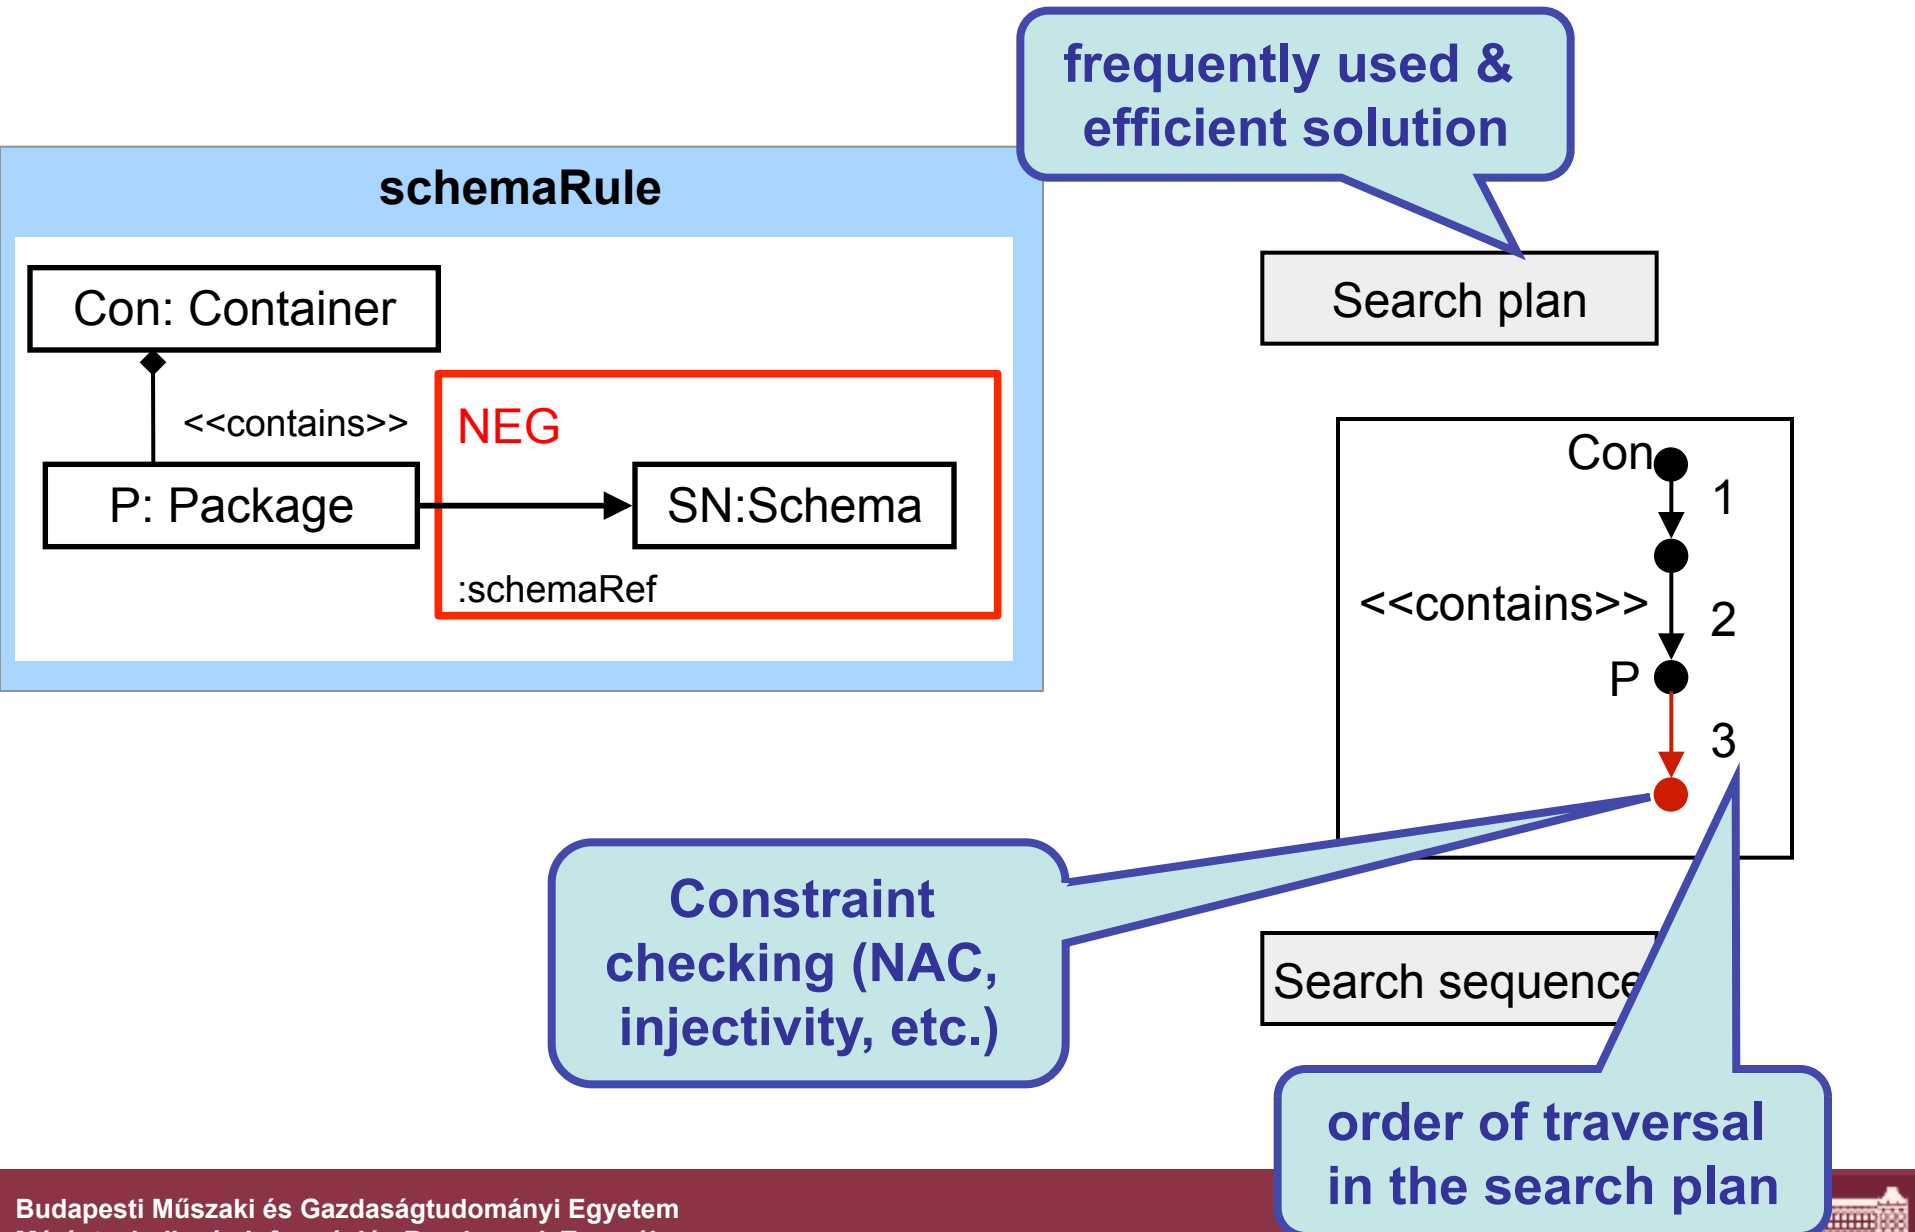 frequently used &
efficient solution
schemaRule
Con: Container
Search plan
<<contains>>
NEG
P: Package
SN:Schema
:schemaRef
Con
1
<<contains>>
2
P
3
Constraint
checking (NAC,
injectivity, etc.)
Search sequence
order of traversal
in the search plan
Budapesti Műszaki és Gazdaságtudományi Egyetem